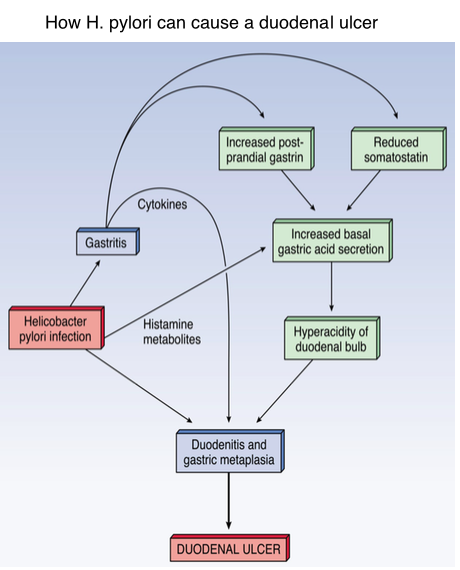 How H. pylori can cause a duodenal ulcer
Increased post-
prandial gastrin
Reduced
somatostatin
Cytokines
Gastritis
Increased basal
gastric acid secretion
Helicobacter
pylori infection
Histamine
metabolites
Hyperacidity of
duodenal bulb
Duodenitis and
gastric metaplasia
DUODENAL ULCER